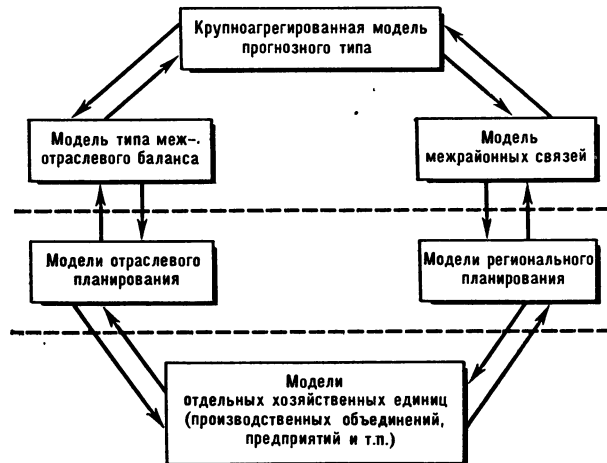 Крупноагрегированная модель
прогнозного типа
Модель типа меж-
отраслевого баланса
Модель
межрайонных связей
Модели отраслевого
планирования
Модели регионального
планирования
Модели
отдельных хозяйственных единиц
(производственных объединений,
предприятий и т.п.)